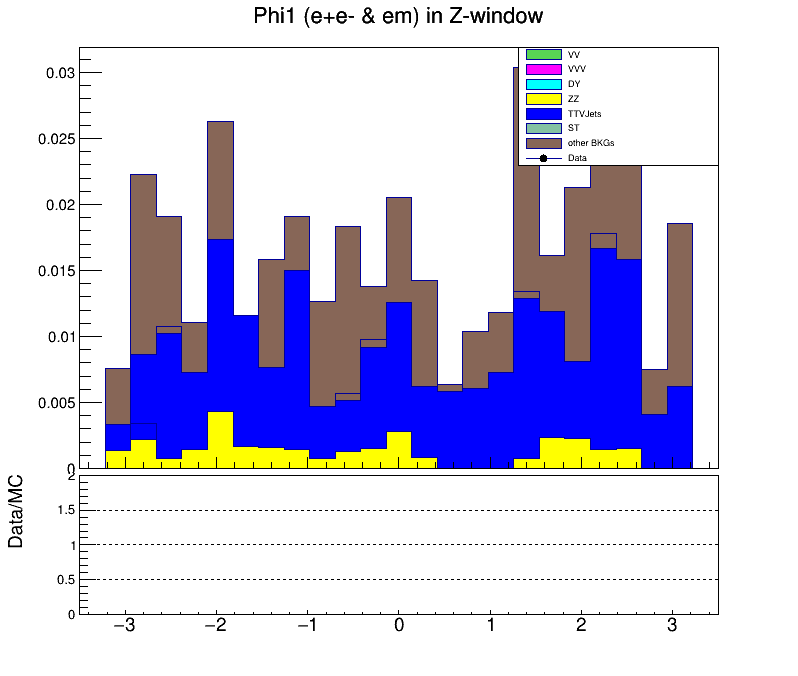 Phi1 (e+e- & em) in Z-window
0.03
0.025
0.02
0.015
0.01
0.005
0
VV
VVV
DY
ZZ
TTVJets
ST
other BKGs
Data
Data/MC
2
1.5
1
0.5
0
−3 −2 −1 0 1 2 3